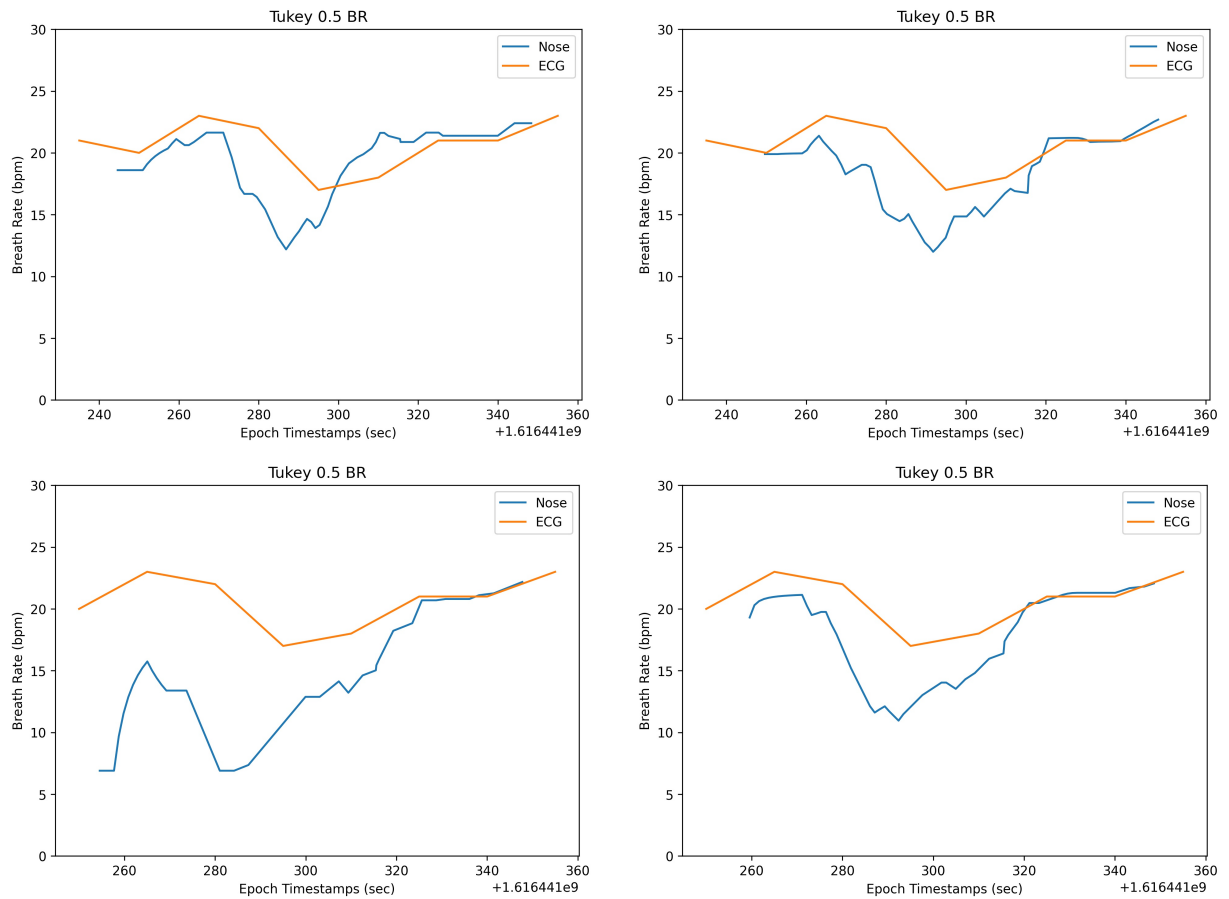 Tukey 0.5 BR
Breath Rate (bpm)
30
25
20
15
10
5
0
Nose
ECG
240 260 280 300 320 340 360
Epoch Timestamps (sec)
+1.616441e9
Tukey 0.5 BR
Breath Rate (bpm)
30
25
20
15
10
5
0
Nose
ECG
240 260 280 300 320 340 360
Epoch Timestamps (sec)
+1.616441e9
Tukey 0.5 BR
Breath Rate (bpm)
30
25
20
15
10
5
0
Nose
ECG
260 280 300 320 340 360
Epoch Timestamps (sec)
+1.616441e9
Tukey 0.5 BR
Breath Rate (bpm)
30
25
20
15
10
5
0
Nose
ECG
260 280 300 320 340 360
Epoch Timestamps (sec)
+1.616441e9